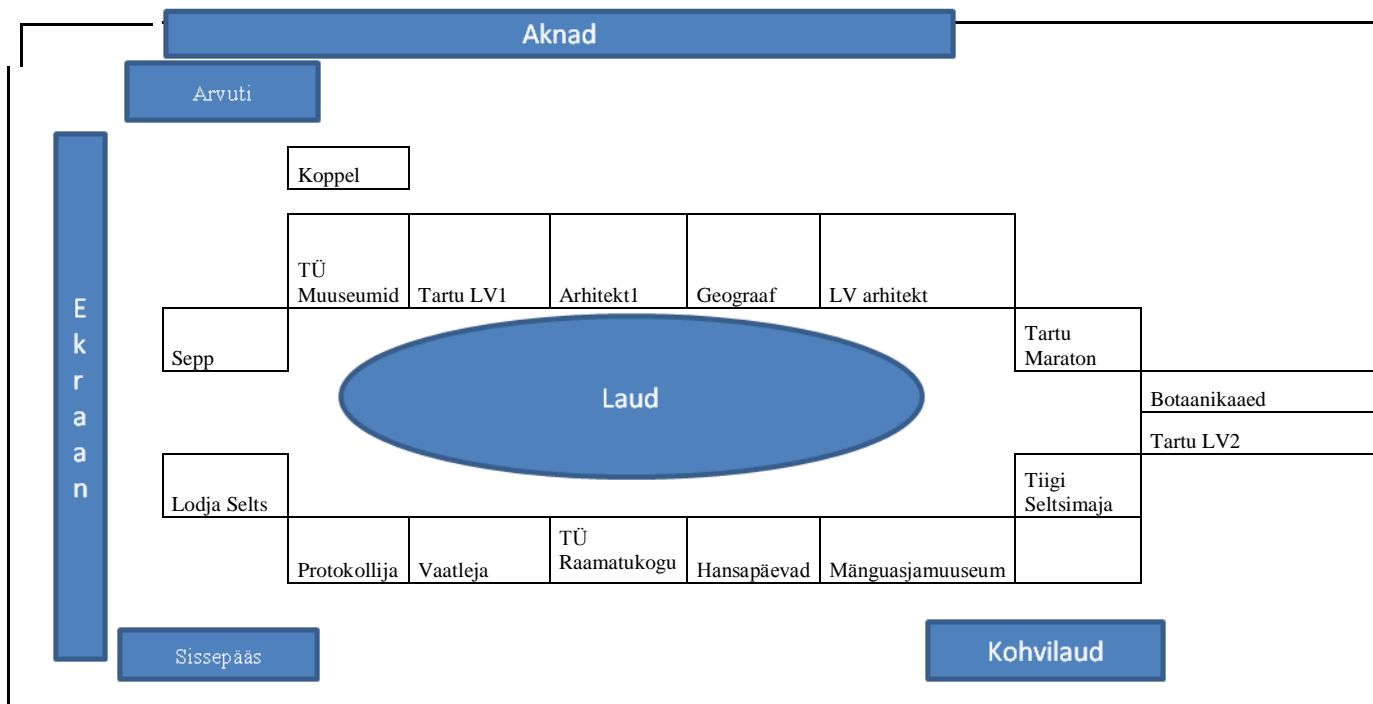 Aknad
Arvuti
Koppel
TÜ
Muuseumid
Tartu LV1
Arhitekt1
Geograaf
LV arhitekt
Ekraan
Sepp
Tartu
Maraton
Laud
Botaanikaaed
Tartu LV2
Lodja Selts
Tiigi
Seltsimaja
Protokollija
Vaatleja
TÜ
Raamatukogu
Hansapäevad
Mänguasjamuuseum
Sissepääs
Kohvilaud